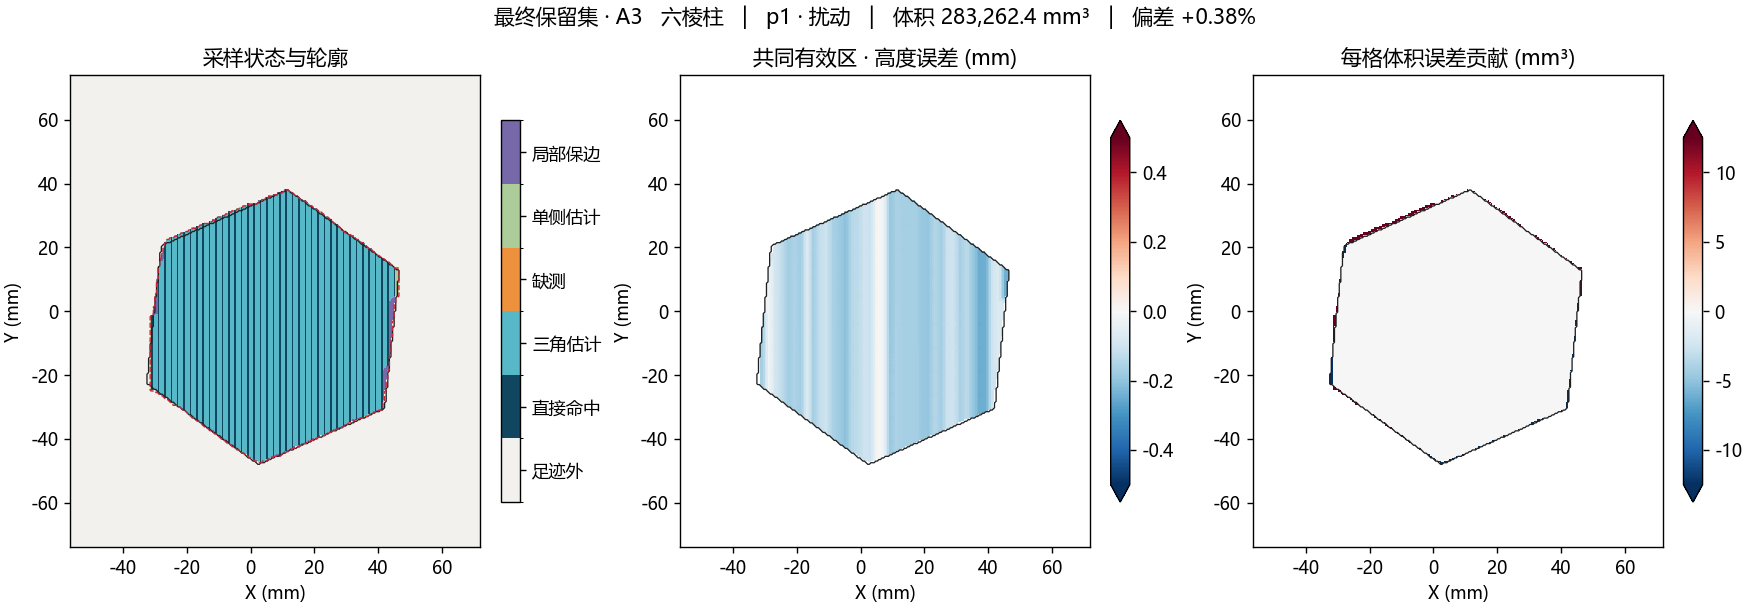 最终保留集 · A3 六棱柱 | p1 · 扰动 | 体积 283,262.4 mm³ | 偏差 +0.38%
采样状态与轮廓
60
40
20
0
-20
-40
-60
-40 -20 0 20 40 60
X (mm)
Y (mm)
局部保边
单侧估计
缺测
三角估计
直接命中
足迹外
共同有效区 · 高度误差 (mm)
60
40
20
0
-20
-40
-60
-40 -20 0 20 40 60
X (mm)
Y (mm)
0.4
0.2
0.0
-0.2
-0.4
每格体积误差贡献 (mm³)
60
40
20
0
-20
-40
-60
-40 -20 0 20 40 60
X (mm)
Y (mm)
10
5
0
-5
-10